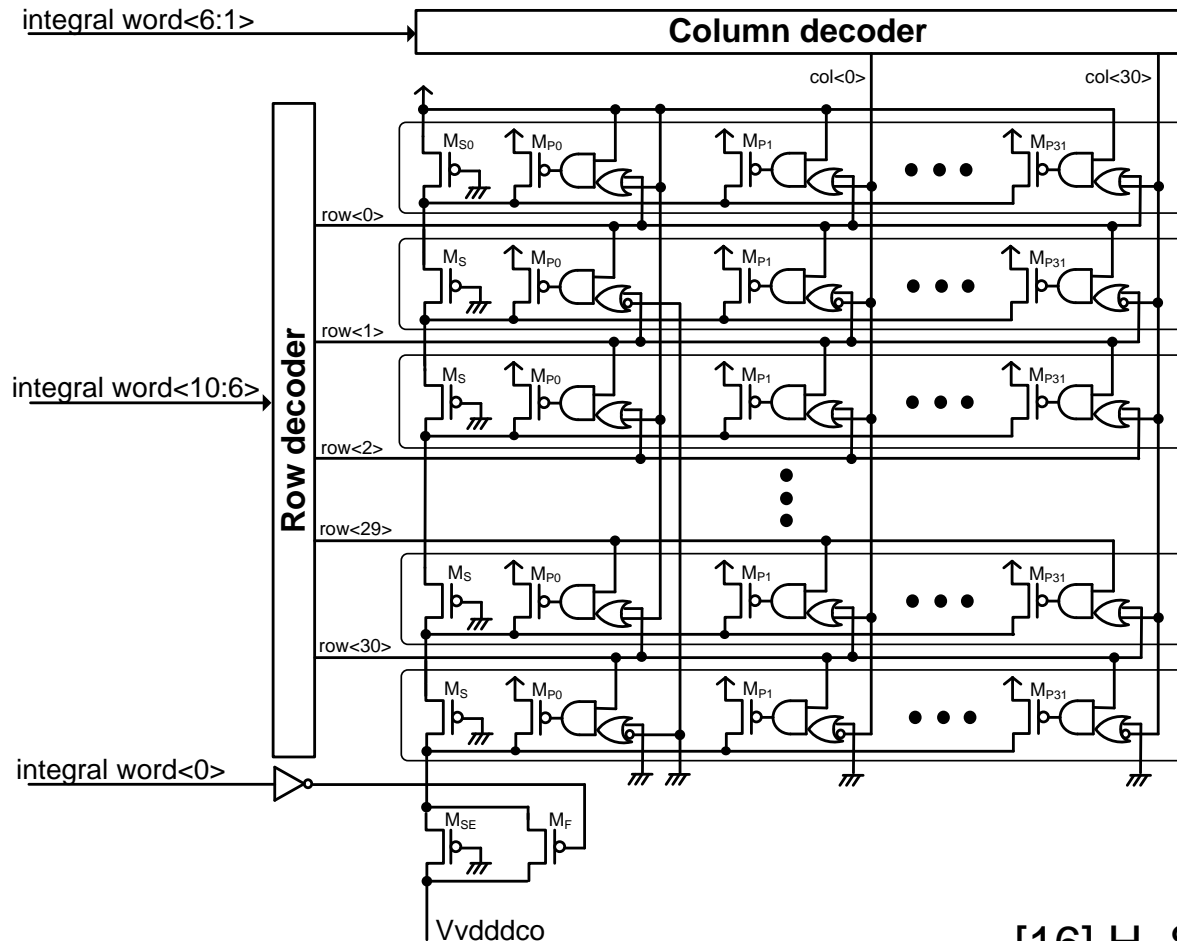 integral word<6:1>
Column decoder
col<0>
col<30>
MS0
MP0
MP1
MP31
row<0>
MS
MP0
MP1
MP31
row<1>
integral word<10:6>
Row decoder
MS
MP0
MP1
MP31
row<2>
row<29>
MS
MP0
MP1
MP31
row<30>
MS
MP0
MP1
MP31
integral word<0>
MSE
MF
Vvdddco
[16] H.